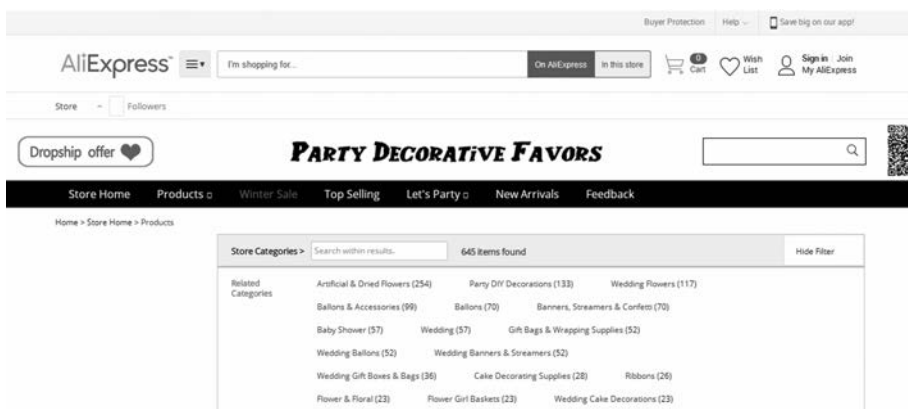 Buyer Protection Help Save big on our app!
AliExpress™ I'm shopping for... On AliExpress In this store 0 Cart Wish List Sign in Join My AliExpress
Store Followers
Dropship offer PARTY DECORATIVE FAVORS
Store Home Products Winter Sale Top Selling Let's Party New Arrivals Feedback
Home > Store Home > Products
Store Categories > Search within results. 645 items found Hide Filter
Related Categories Artificial & Dried Flowers (254) Party DIY Decorations (133) Wedding Flowers (117)
Ballons & Accessories (99) Ballons (70) Banners, Streamers & Confetti (70)
Baby Shower (57) Wedding (57) Gift Bags & Wrapping Supplies (52)
Wedding Ballons (52) Wedding Banners & Streamers (52)
Wedding Gift Boxes & Bags (36) Cake Decorating Supplies (28) Ribbons (26)
Flower & Floral (23) Flower Girl Baskets (23) Wedding Cake Decorations (23)